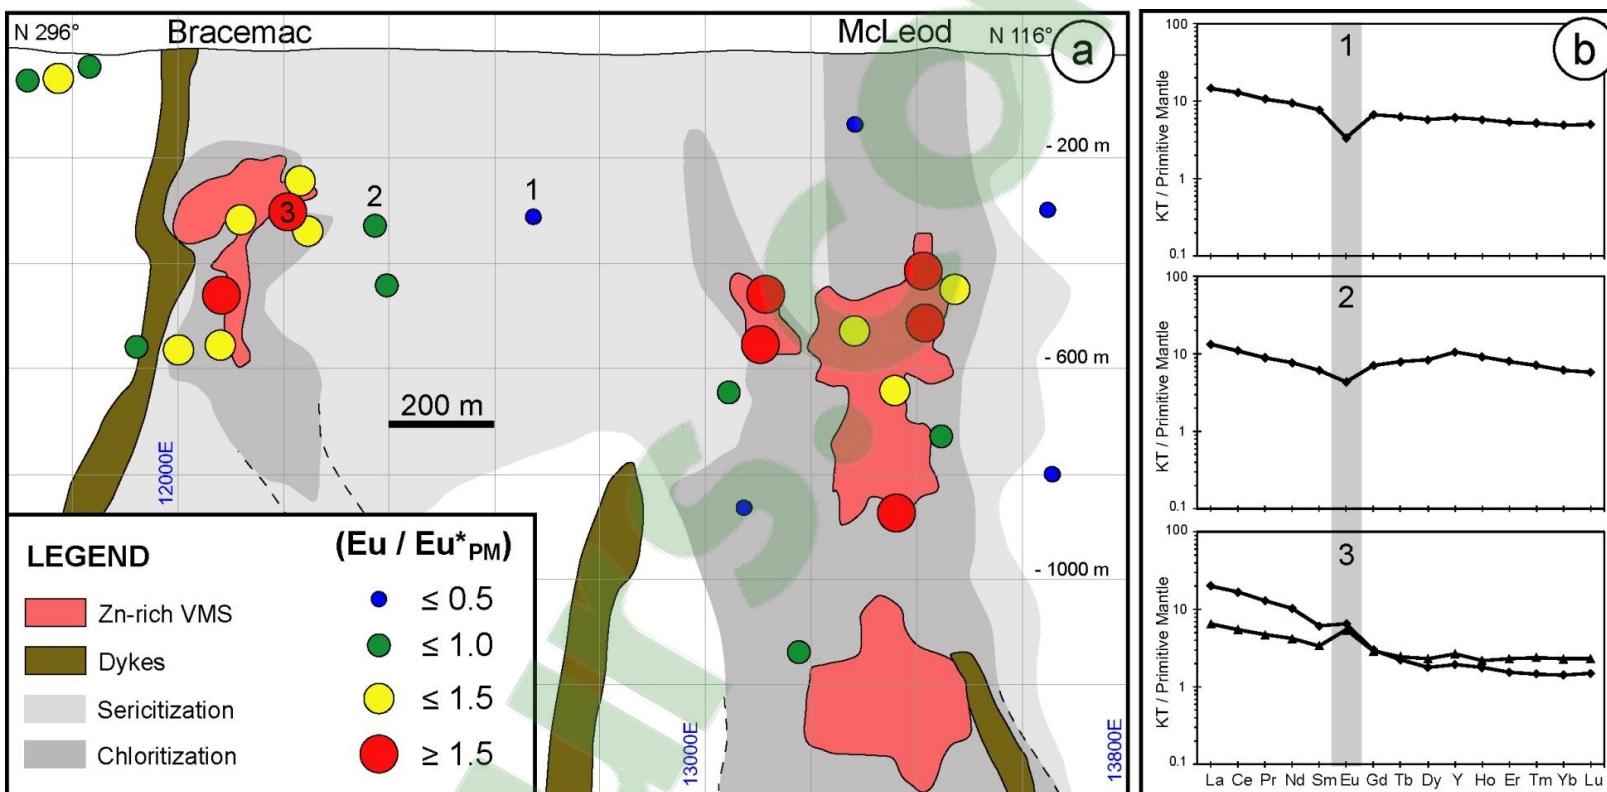 N 296°
Bracemac
McLeod
N 116°
a
- 200 m
2
1
3
- 600 m
200 m
12000E
- 1000 m
13000E
13800E
LEGEND
Zn-rich VMS
Dykes
Sericitization
Chloritization
(Eu / Eu*PM)
≤ 0.5
≤ 1.0
≤ 1.5
≥ 1.5
b
KT / Primitive Mantle
100
10
1
0.1
1
KT / Primitive Mantle
100
10
1
0.1
2
KT / Primitive Mantle
100
10
1
0.1
3
La Ce Pr Nd Sm Eu Gd Tb Dy Y Ho Er Tm Yb Lu